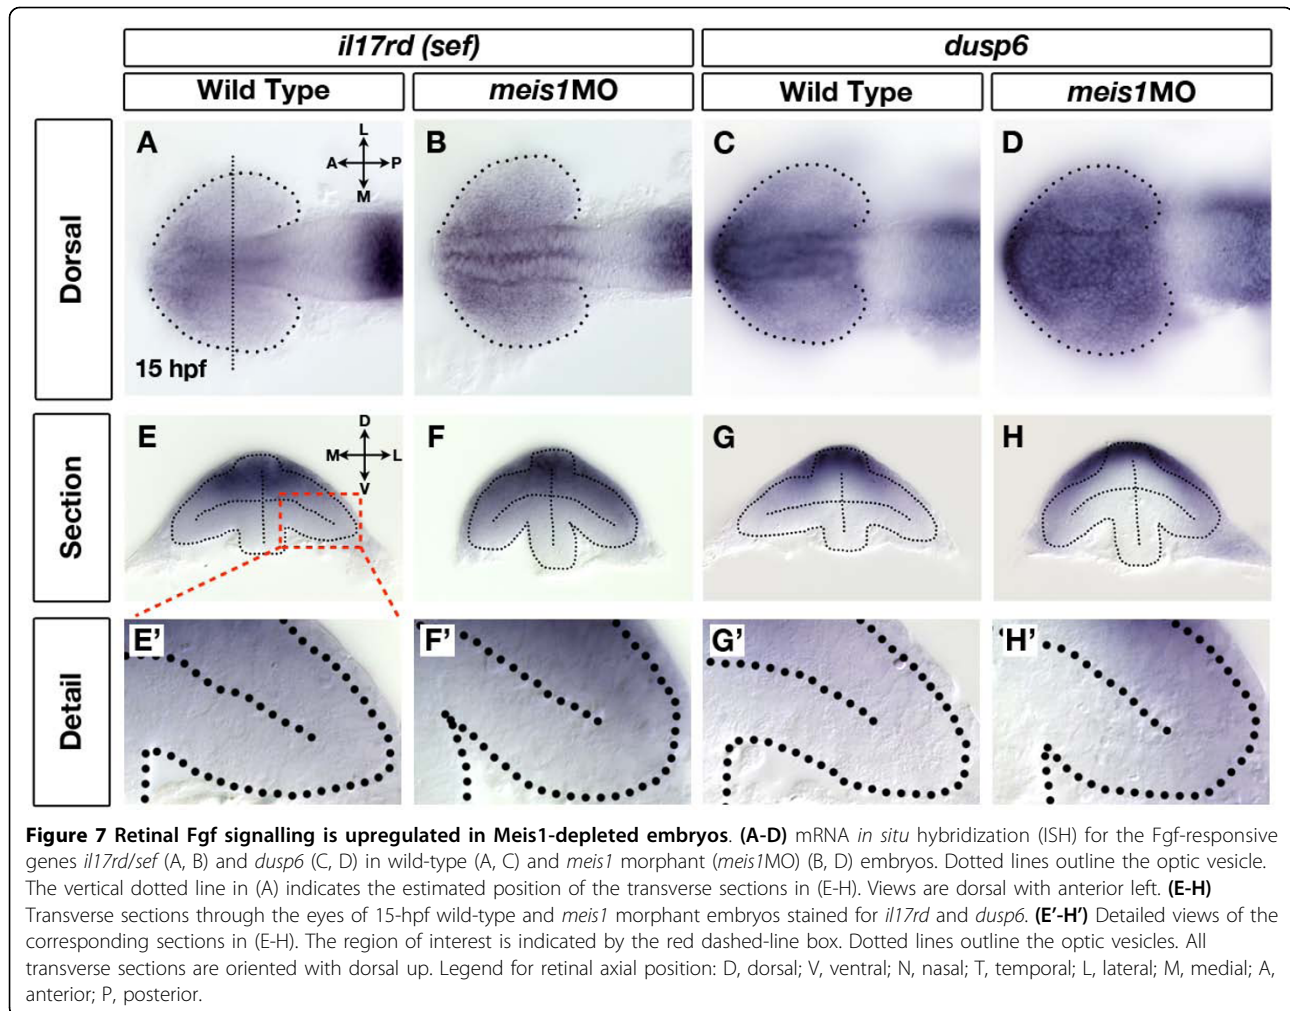 il17rd (sef)
dusp6
Wild Type
meis1MO
Wild Type
meis1MO
Dorsal
A
L
A
P
M
15 hpf
B
C
D
Section
E
D
M
L
V
F
G
H
Detail
E'
F'
G'
H'
Figure 7 Retinal Fgf signalling is upregulated in Meis1-depleted embryos. (A-D) mRNA in situ hybridization (ISH) for the Fgf-responsive
genes il17rd/sef (A, B) and dusp6 (C, D) in wild-type (A, C) and meis1 morphant (meis1MO) (B, D) embryos. Dotted lines outline the optic vesicle.
The vertical dotted line in (A) indicates the estimated position of the transverse sections in (E-H). Views are dorsal with anterior left. (E-H)
Transverse sections through the eyes of 15-hpf wild-type and meis1 morphant embryos stained for il17rd and dusp6. (E'-H') Detailed views of the
corresponding sections in (E-H). The region of interest is indicated by the red dashed-line box. Dotted lines outline the optic vesicles. All
transverse sections are oriented with dorsal up. Legend for retinal axial position: D, dorsal; V, ventral; N, nasal; T, temporal; L, lateral; M, medial; A,
anterior; P, posterior.